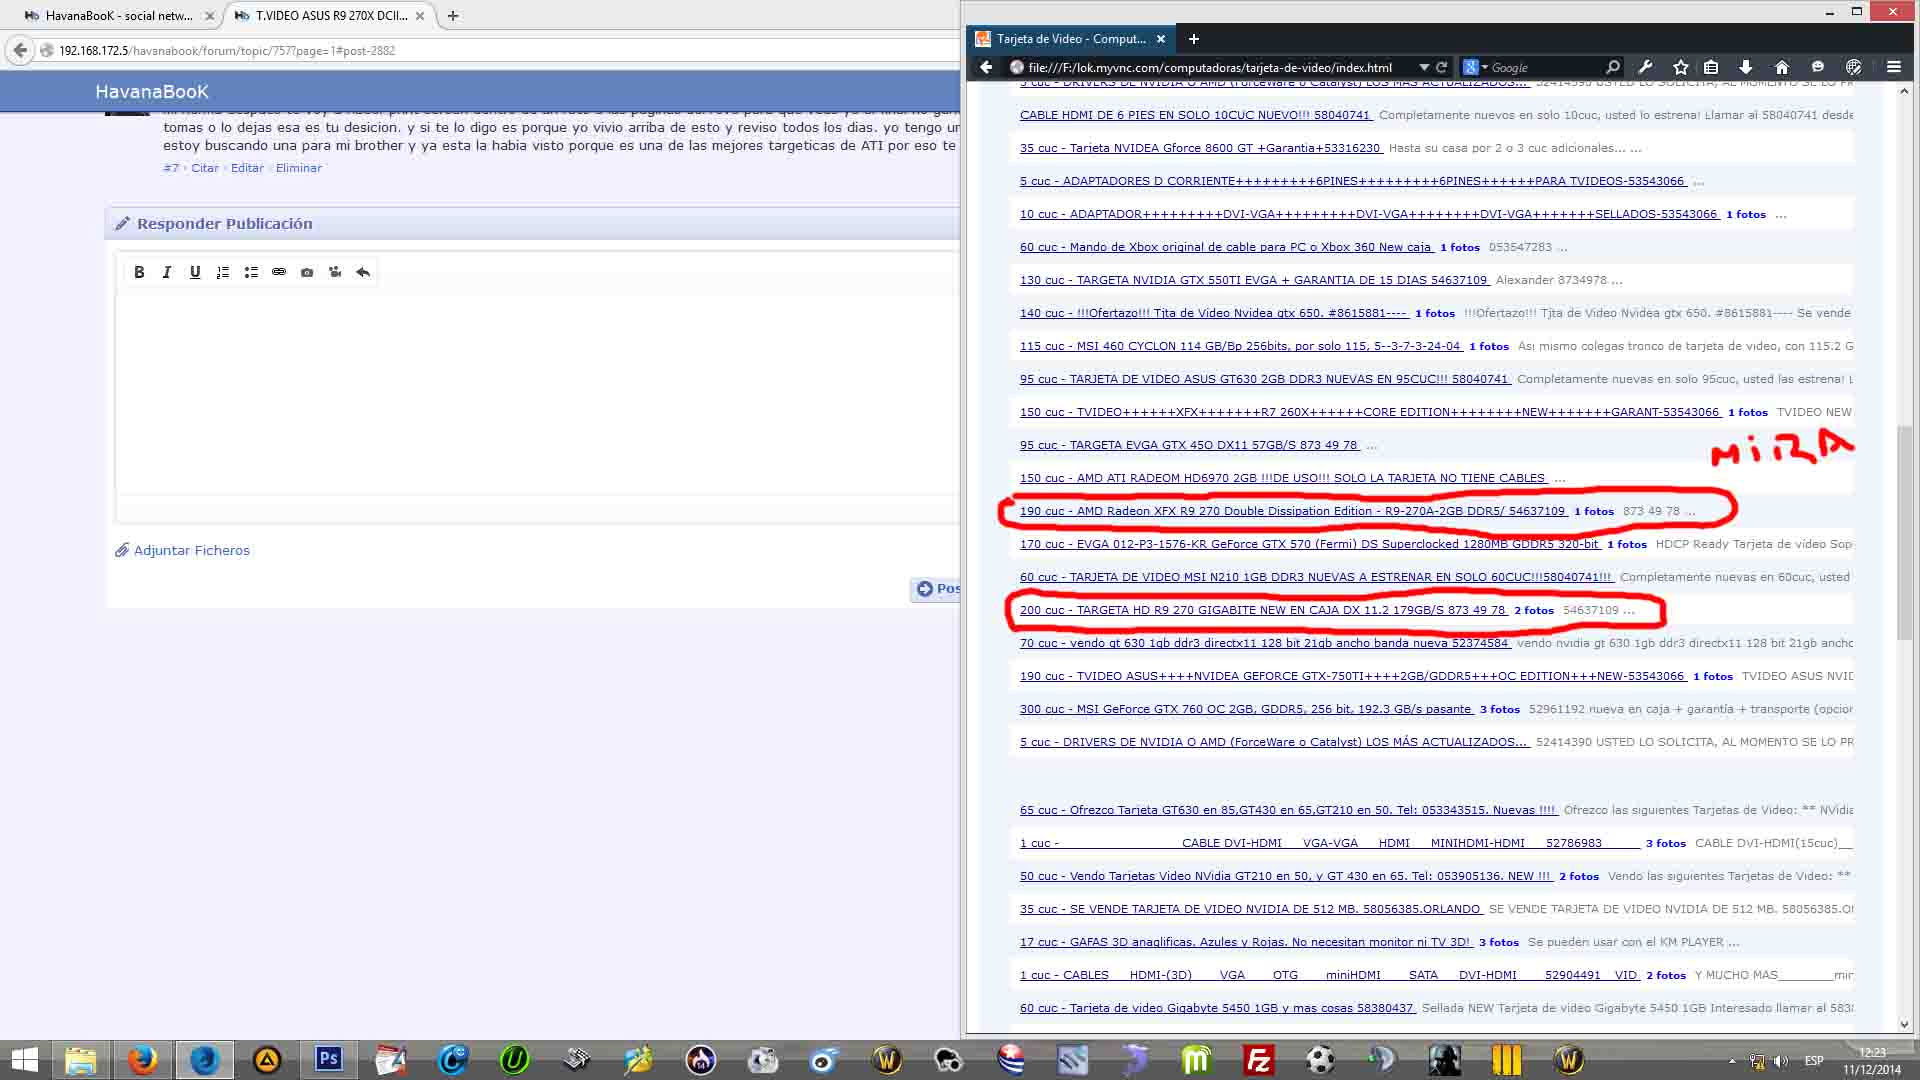 HavanaBooK - social netw...
T.VIDEO ASUS R9 270X DCII...
192.168.172.5/havanabook/forum/topic/757?page=1#post-2882
HavanaBooK
tomas o lo dejas esa es tu desicion. y si te lo digo es porque yo vivio arriba de esto y reviso todos los dias. yo tengo un
estoy buscando una para mi brother y ya esta la habia visto porque es una de las mejores targeticas de ATI por eso te
#7 · Citar · Editar · Eliminar
Responder Publicación
B I U
Adjuntar Ficheros
Pos
Tarjeta de Video - Comput...
file:///F:/lok.myvnc.com/computadoras/tarjeta-de-video/index.html
Google
5 cuc - DRIVERS DE NVIDIA O AMD (ForceWare o Catalyst) LOS MÁS ACTUALIZADOS... 52414390 USTED LO SOLICITA, AL MOMENTO SE LO PR
CABLE HDMI DE 6 PIES EN SOLO 10CUC NUEVO!!! 58040741 Completamente nuevos en solo 10cuc, usted lo estrena! Llamar al 58040741 desde
35 cuc - Tarjeta NVIDEA Gforce 8600 GT +Garantia+53316230 Hasta su casa por 2 o 3 cuc adicionales... ...
5 cuc - ADAPTADORES D CORRIENTE+++++++++6PINES+++++++++6PINES++++++PARA TVIDEOS-53543066 ...
10 cuc - ADAPTADOR+++++++++DVI-VGA+++++++++DVI-VGA++++++++DVI-VGA+++++++SELLADOS-53543066 1 fotos ...
60 cuc - Mando de Xbox original de cable para PC o Xbox 360 New caja 1 fotos 053547283 ...
130 cuc - TARGETA NVIDIA GTX 550TI EVGA + GARANTIA DE 15 DIAS 54637109 Alexander 8734978 ...
140 cuc - !!!Ofertazo!!! Tjta de Video Nvidea gtx 650. #8615881---- 1 fotos !!!Ofertazo!!! Tjta de Video Nvidea gtx 650. #8615881---- Se vende
115 cuc - MSI 460 CYCLON 114 GB/Bp 256bits, por solo 115, 5--3-7-3-24-04 1 fotos Asi mismo colegas tronco de tarjeta de video, con 115.2 G
95 cuc - TARJETA DE VIDEO ASUS GT630 2GB DDR3 NUEVAS EN 95CUC!!! 58040741 Completamente nuevas en solo 95cuc, usted las estrena! L
150 cuc - TVIDEO++++++XFX+++++++R7 260X++++++CORE EDITION++++++++NEW+++++++GARANT-53543066 1 fotos TVIDEO NEW
95 cuc - TARGETA EVGA GTX 45O DX11 57GB/S 873 49 78 ...
MIRA
150 cuc - AMD ATI RADEOM HD6970 2GB !!!DE USO!!! SOLO LA TARJETA NO TIENE CABLES ...
190 cuc - AMD Radeon XFX R9 270 Double Dissipation Edition - R9-270A-2GB DDR5/ 54637109 1 fotos 873 49 78 ...
170 cuc - EVGA 012-P3-1576-KR GeForce GTX 570 (Fermi) DS Superclocked 1280MB GDDR5 320-bit 1 fotos HDCP Ready Tarjeta de vídeo Sop
60 cuc - TARJETA DE VIDEO MSI N210 1GB DDR3 NUEVAS A ESTRENAR EN SOLO 60CUC!!!58040741!!! Completamente nuevas en 60cuc, usted
200 cuc - TARGETA HD R9 270 GIGABITE NEW EN CAJA DX 11.2 179GB/S 873 49 78 2 fotos 54637109 ...
70 cuc - vendo gt 630 1gb ddr3 directx11 128 bit 21gb ancho banda nueva 52374584 vendo nvidia gt 630 1gb ddr3 directx11 128 bit 21gb ancho
190 cuc - TVIDEO ASUS++++NVIDEA GEFORCE GTX-750TI++++2GB/GDDR5+++OC EDITION+++NEW-53543066 1 fotos TVIDEO ASUS NVID
300 cuc - MSI GeForce GTX 760 OC 2GB, GDDR5, 256 bit, 192.3 GB/s pasante 3 fotos 52961192 nueva en caja + garantía + transporte (opcior
5 cuc - DRIVERS DE NVIDIA O AMD (ForceWare o Catalyst) LOS MÁS ACTUALIZADOS... 52414390 USTED LO SOLICITA, AL MOMENTO SE LO PR
65 cuc - Ofrezco Tarjeta GT630 en 85,GT430 en 65,GT210 en 50. Tel: 053343515. Nuevas !!!! Ofrezco las siguientes Tarjetas de Video: ** NVidia
1 cuc - CABLE DVI-HDMI VGA-VGA HDMI MINIHDMI-HDMI 52786983 3 fotos CABLE DVI-HDMI(15cuc)__
50 cuc - Vendo Tarjetas Video NVidia GT210 en 50, y GT 430 en 65. Tel: 053905136. NEW !!! 2 fotos Vendo las siguientes Tarjetas de Video: **
35 cuc - SE VENDE TARJETA DE VIDEO NVIDIA DE 512 MB. 58056385.ORLANDO SE VENDE TARJETA DE VIDEO NVIDIA DE 512 MB. 58056385.OR
17 cuc - GAFAS 3D anaglificas. Azules y Rojas. No necesitan monitor ni TV 3D! 3 fotos Se pueden usar con el KM PLAYER ...
1 cuc - CABLES HDMI-(3D) VGA OTG miniHDMI SATA DVI-HDMI 52904491 VID 2 fotos Y MUCHO MAS________min
60 cuc - Tarjeta de video Gigabyte 5450 1GB y mas cosas 58380437 Sellada NEW Tarjeta de video Gigabyte 5450 1GB Interesado llamar al 5838
Ps
ESP
12:23
11/12/2014